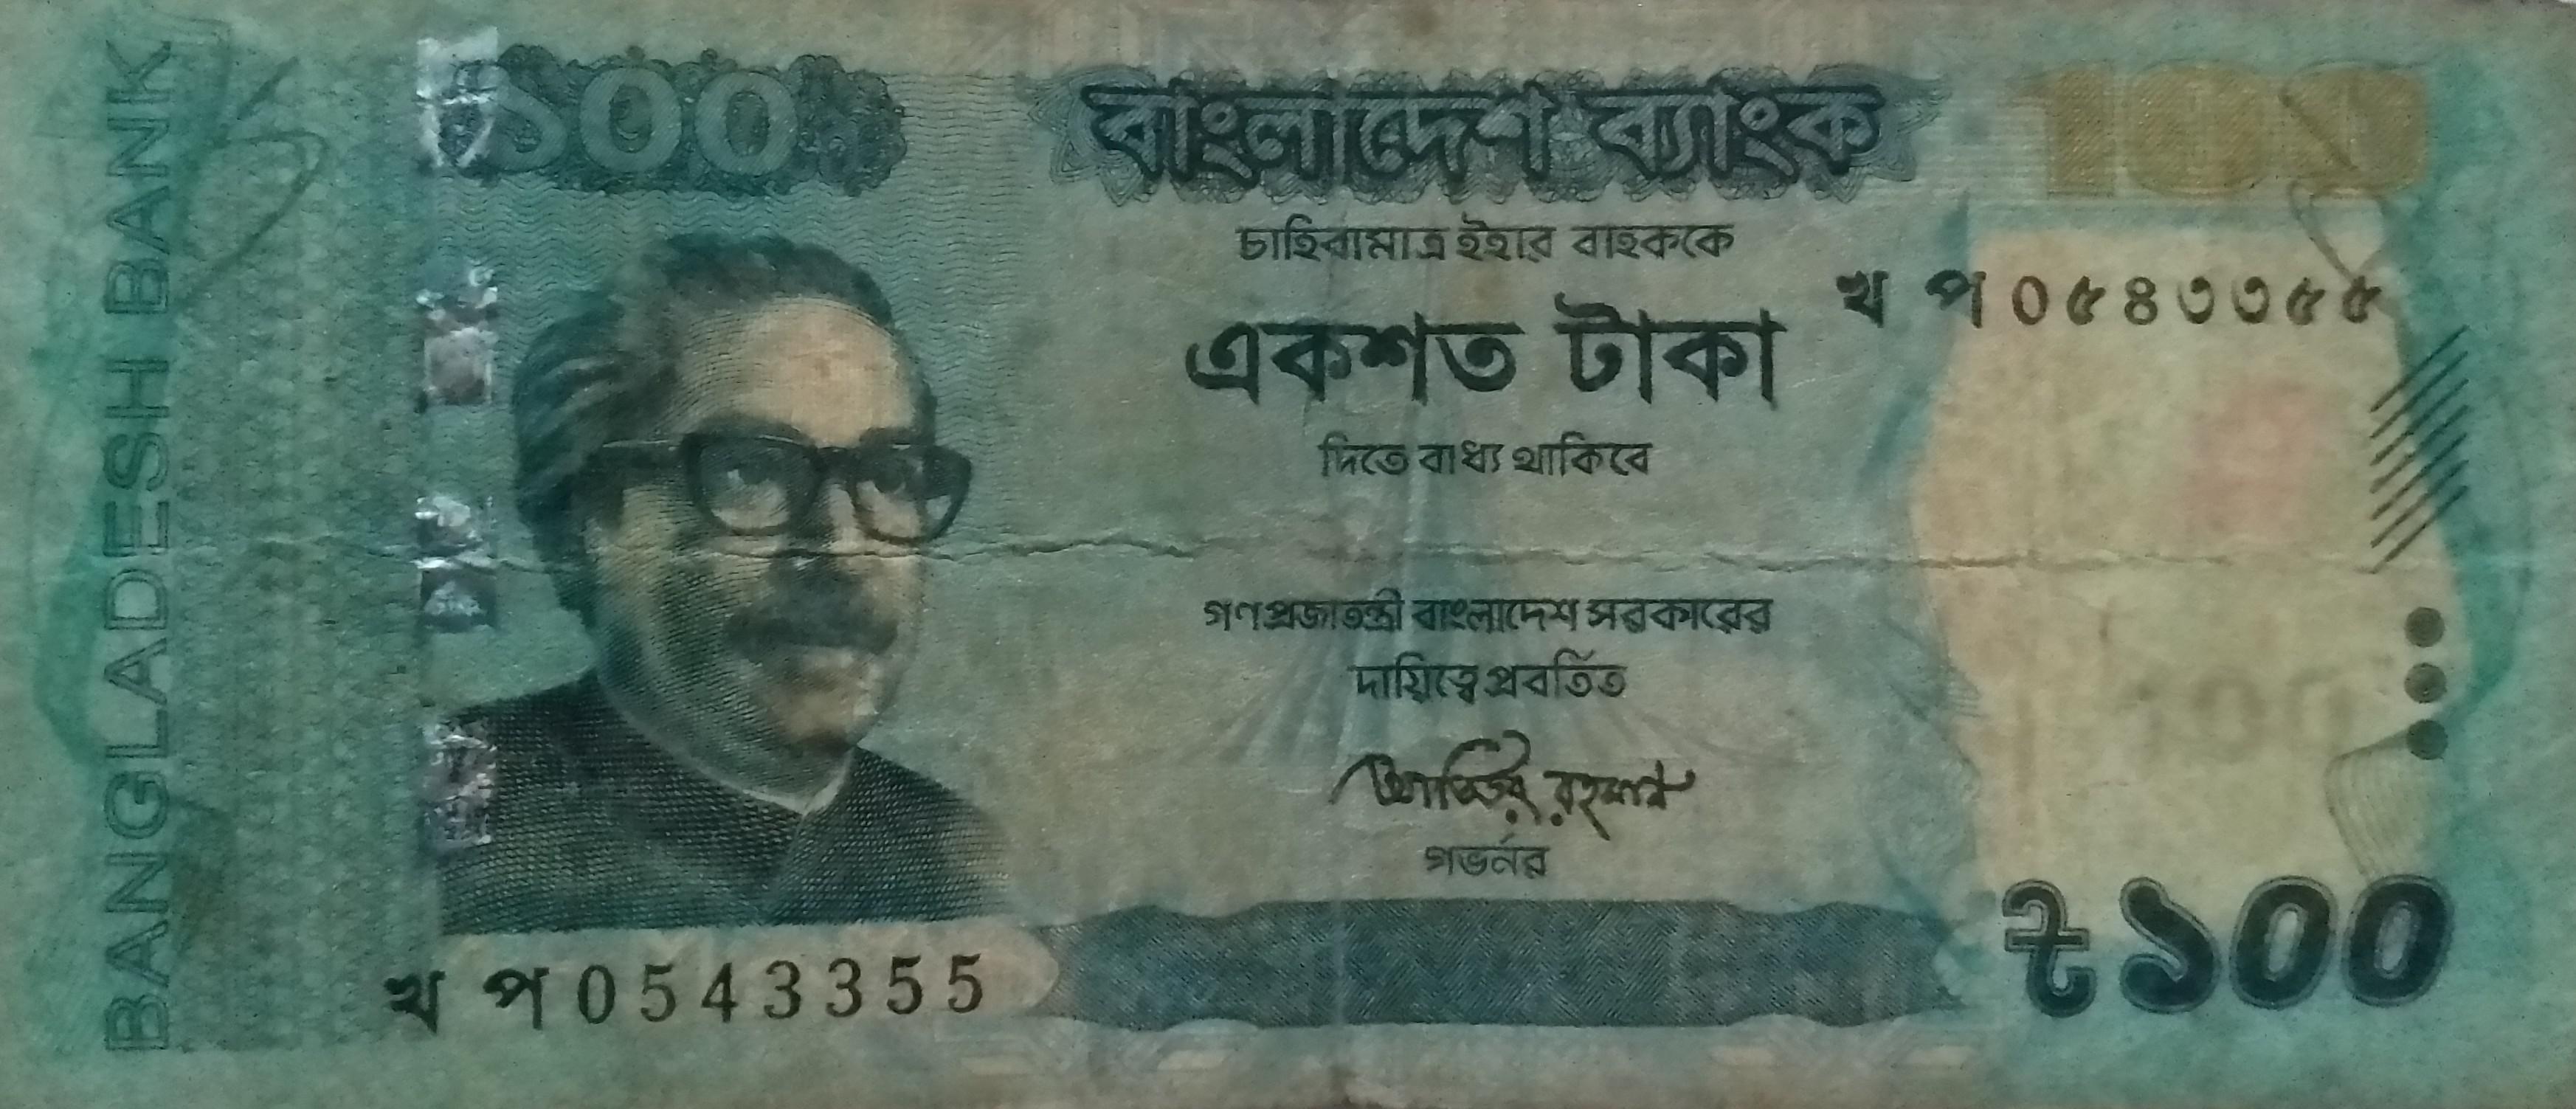 BANGLADESH BANK
১০০
বাংলাদেশ ব্যাংক
100
চাহিবামাত্র ইহার বাহককে
খ প ০৫৪৩৩৫৫
একশত টাকা
দিতে বাধ্য থাকিবে
গণপ্রজাতন্ত্রী বাংলাদেশ সরকারের
দায়িত্বে প্রবর্তিত
আতিউর রহমান
গভর্নর
খ প 0543355
৳১০০